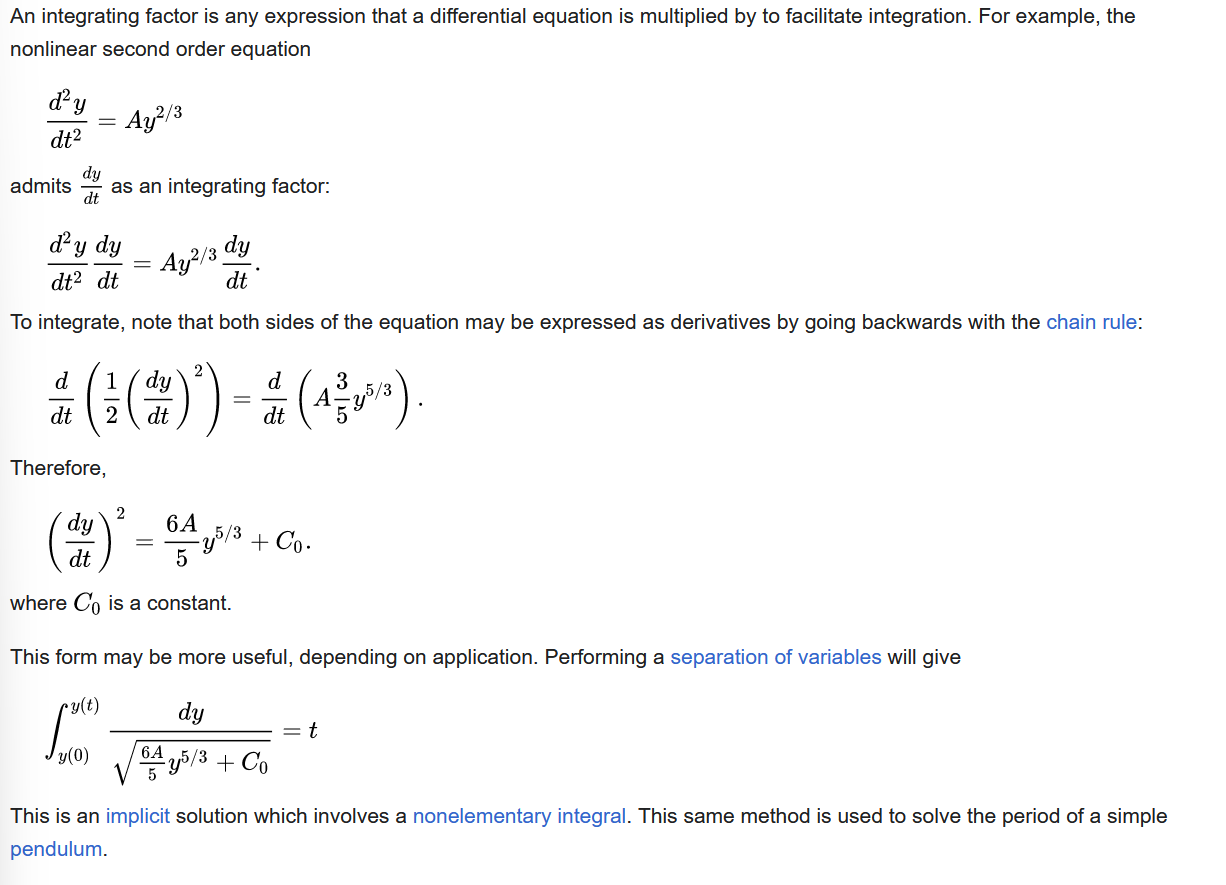 An integrating factor is any expression that a differential equation is multiplied by to facilitate integration. For example, the
nonlinear second order equation
$\frac{d^2 y}{dt^2} = Ay^{2/3}$
admits $\frac{dy}{dt}$ as an integrating factor:
$\frac{d^2 y}{dt^2} \frac{dy}{dt} = Ay^{2/3} \frac{dy}{dt}.$
To integrate, note that both sides of the equation may be expressed as derivatives by going backwards with the chain rule:
$\frac{d}{dt}\left(\frac{1}{2}\left(\frac{dy}{dt}\right)^2\right) = \frac{d}{dt}\left(A\frac{3}{5}y^{5/3}\right).$
Therefore,
$\left(\frac{dy}{dt}\right)^2 = \frac{6A}{5}y^{5/3} + C_0.$
where $C_0$ is a constant.
This form may be more useful, depending on application. Performing a separation of variables will give
$\int_{y(0)}^{y(t)} \frac{dy}{\sqrt{\frac{6A}{5}y^{5/3} + C_0}} = t$
This is an implicit solution which involves a nonelementary integral. This same method is used to solve the period of a simple
pendulum.